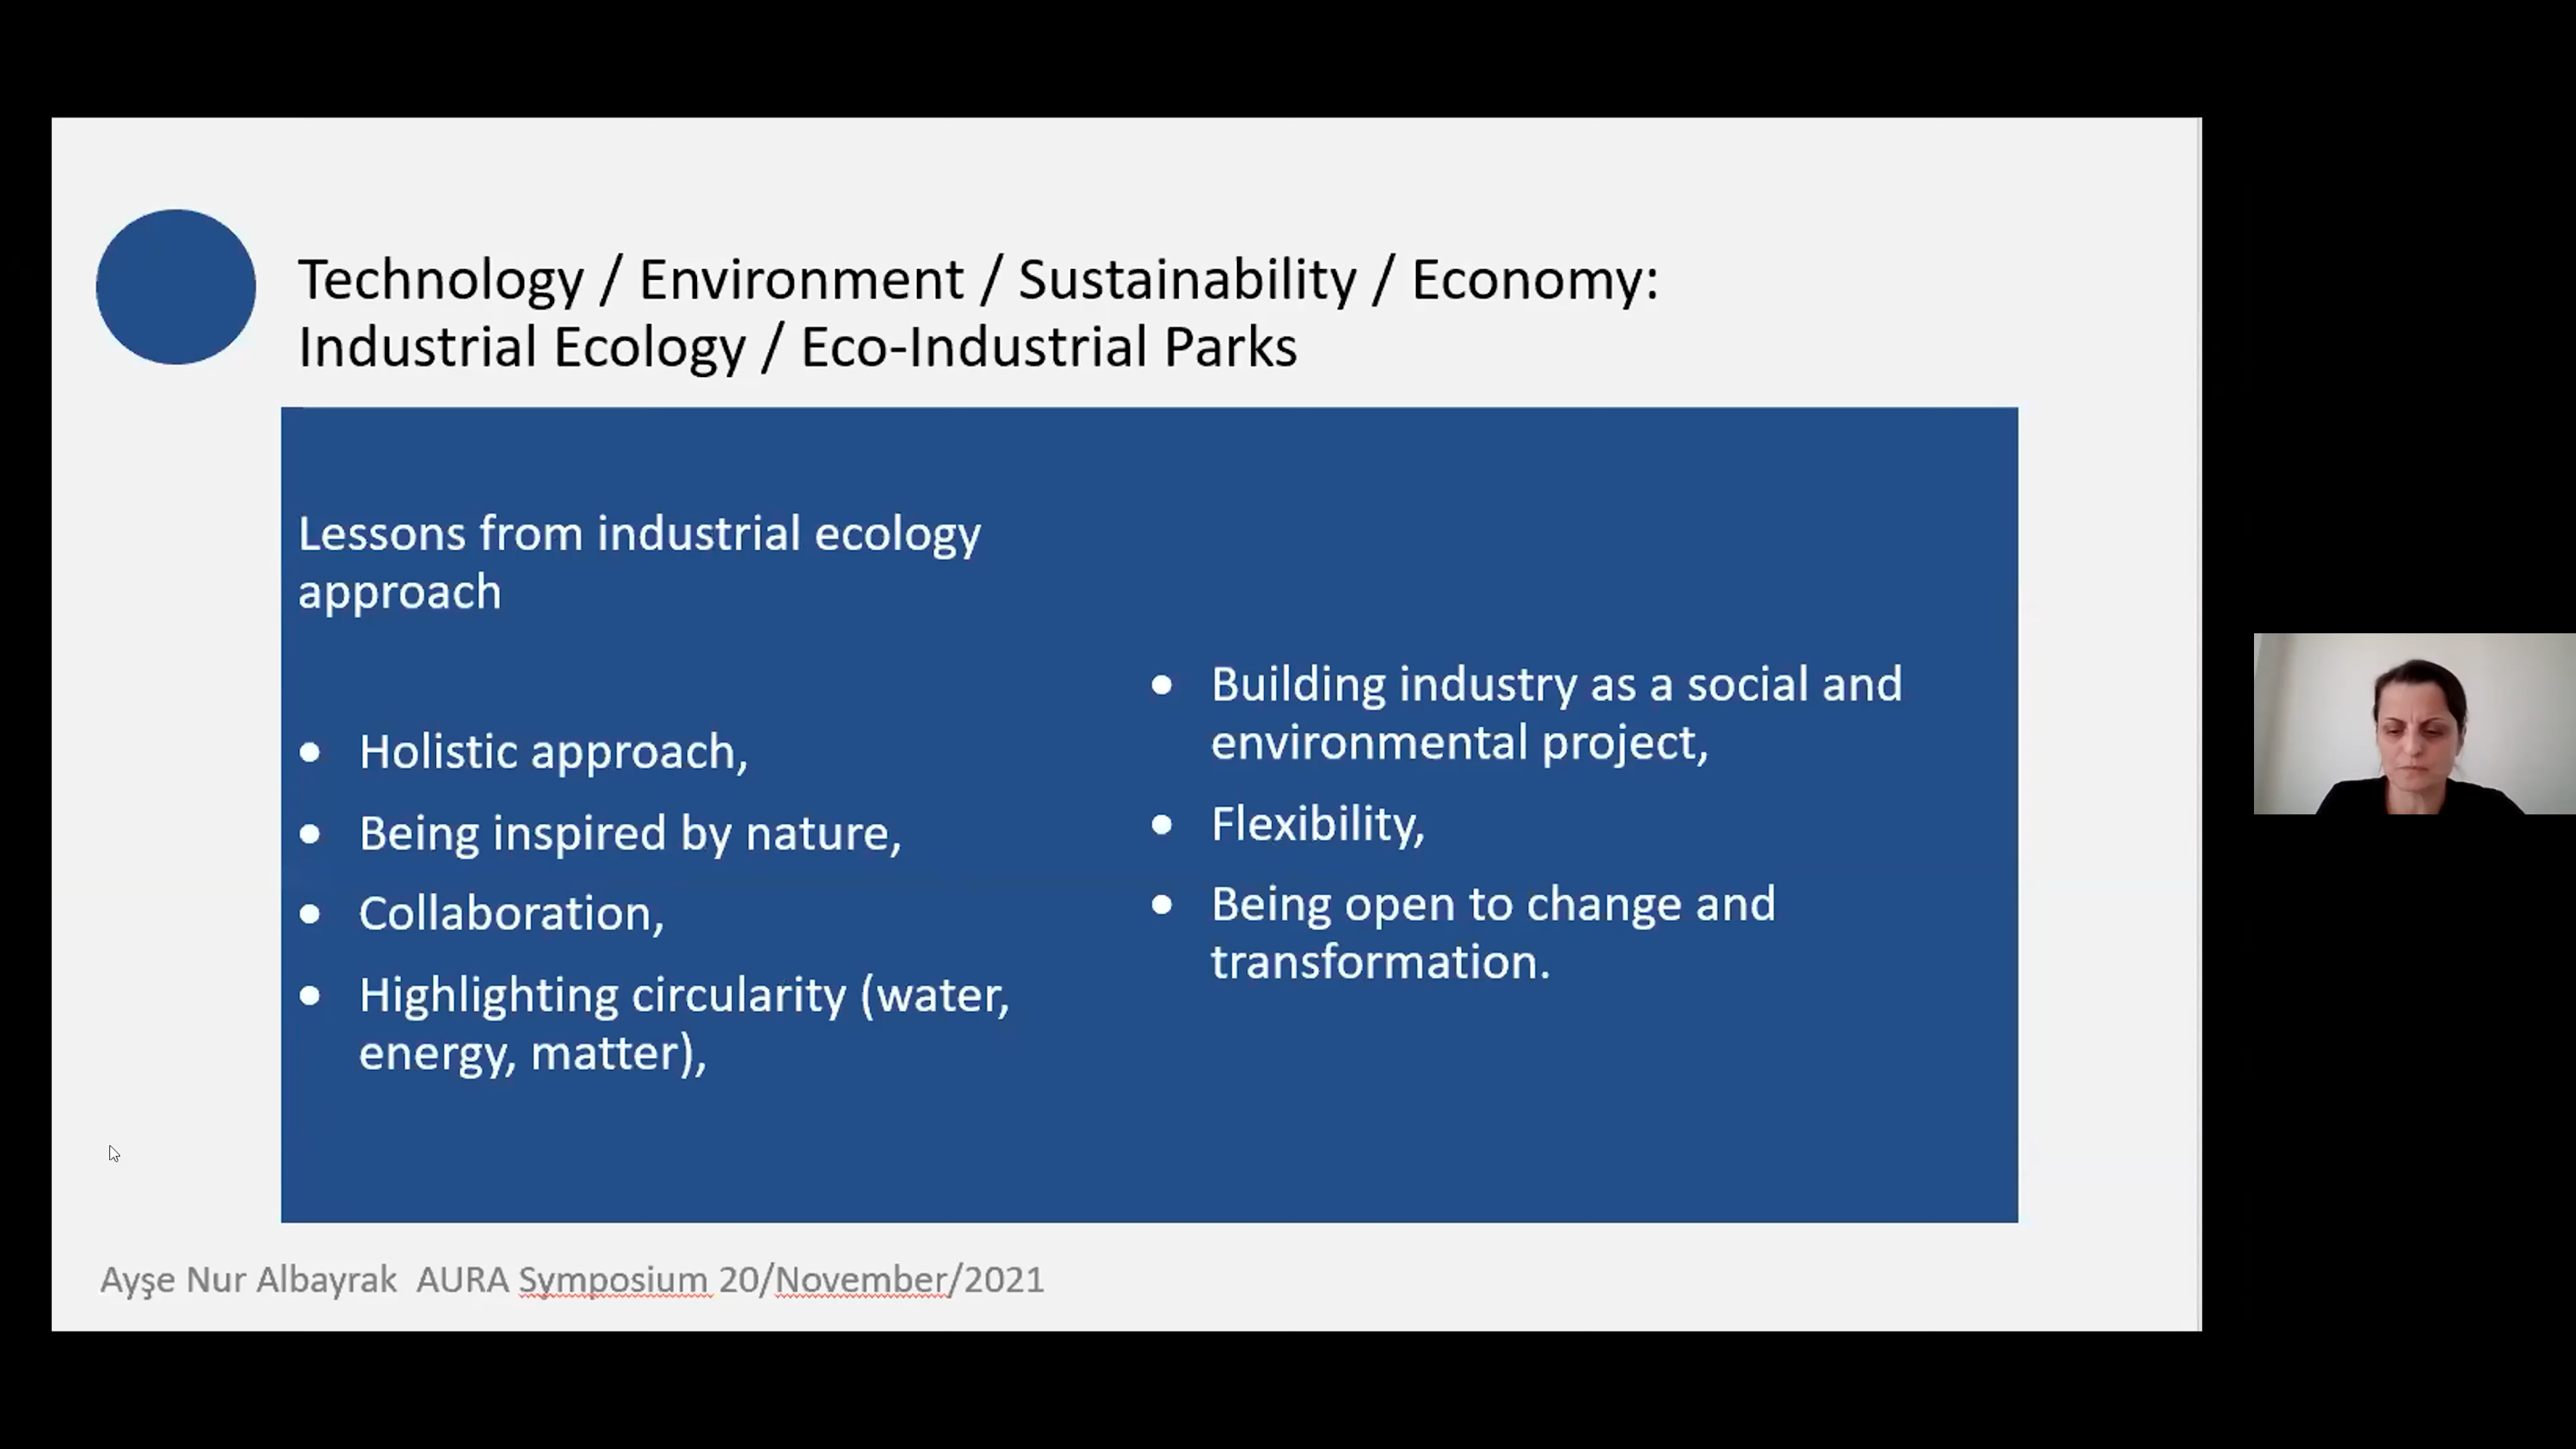 Technology / Environment / Sustainability / Economy:
Industrial Ecology / Eco-Industrial Parks
Lessons from industrial ecology
approach
• Holistic approach,
• Being inspired by nature,
• Collaboration,
• Highlighting circularity (water,
energy, matter),
• Building industry as a social and
environmental project,
• Flexibility,
• Being open to change and
transformation.
Ayşe Nur Albayrak AURA Symposium 20/November/2021